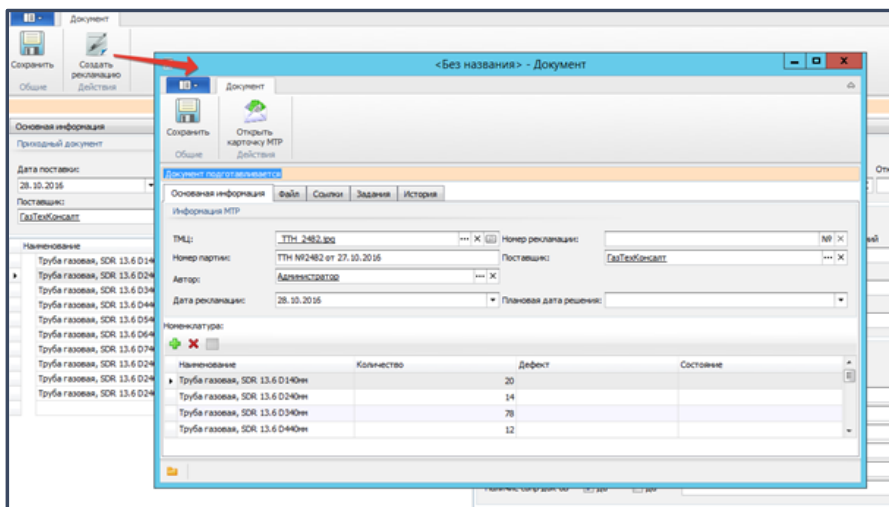 Документ
Сохранить
Создать рекламацию
Общие
Действия
Основная информация
Приходный документ
Дата поставки:
28.10.2016
Поставщик:
ГазТехКонсалт
Наименование
Труба газовая, SDR 13.6 D14
Труба газовая, SDR 13.6 D24
Труба газовая, SDR 13.6 D34
Труба газовая, SDR 13.6 D44
Труба газовая, SDR 13.6 D54
Труба газовая, SDR 13.6 D64
Труба газовая, SDR 13.6 D74
Труба газовая, SDR 13.6 D24
Труба газовая, SDR 13.6 D24
Труба газовая, SDR 13.6 D24
<Без названия> - Документ
Документ
Сохранить
Открыть карточку МТР
Общие
Действия
Документ подготавливается
Основная информация Файл Ссылки Задания История
Информация МТР
ТМЦ: ТТН_2482.jpg Номер рекламации: №
Номер партии: ТТН №2482 от 27.10.2016 Поставщик: ГазТехКонсалт
Автор: Администратор
Дата рекламации: 28.10.2016 Плановая дата решения:
Номенклатура:
Наименование Количество Дефект Состояние
Труба газовая, SDR 13.6 D140мм 20
Труба газовая, SDR 13.6 D240мм 14
Труба газовая, SDR 13.6 D340мм 78
Труба газовая, SDR 13.6 D440мм 12